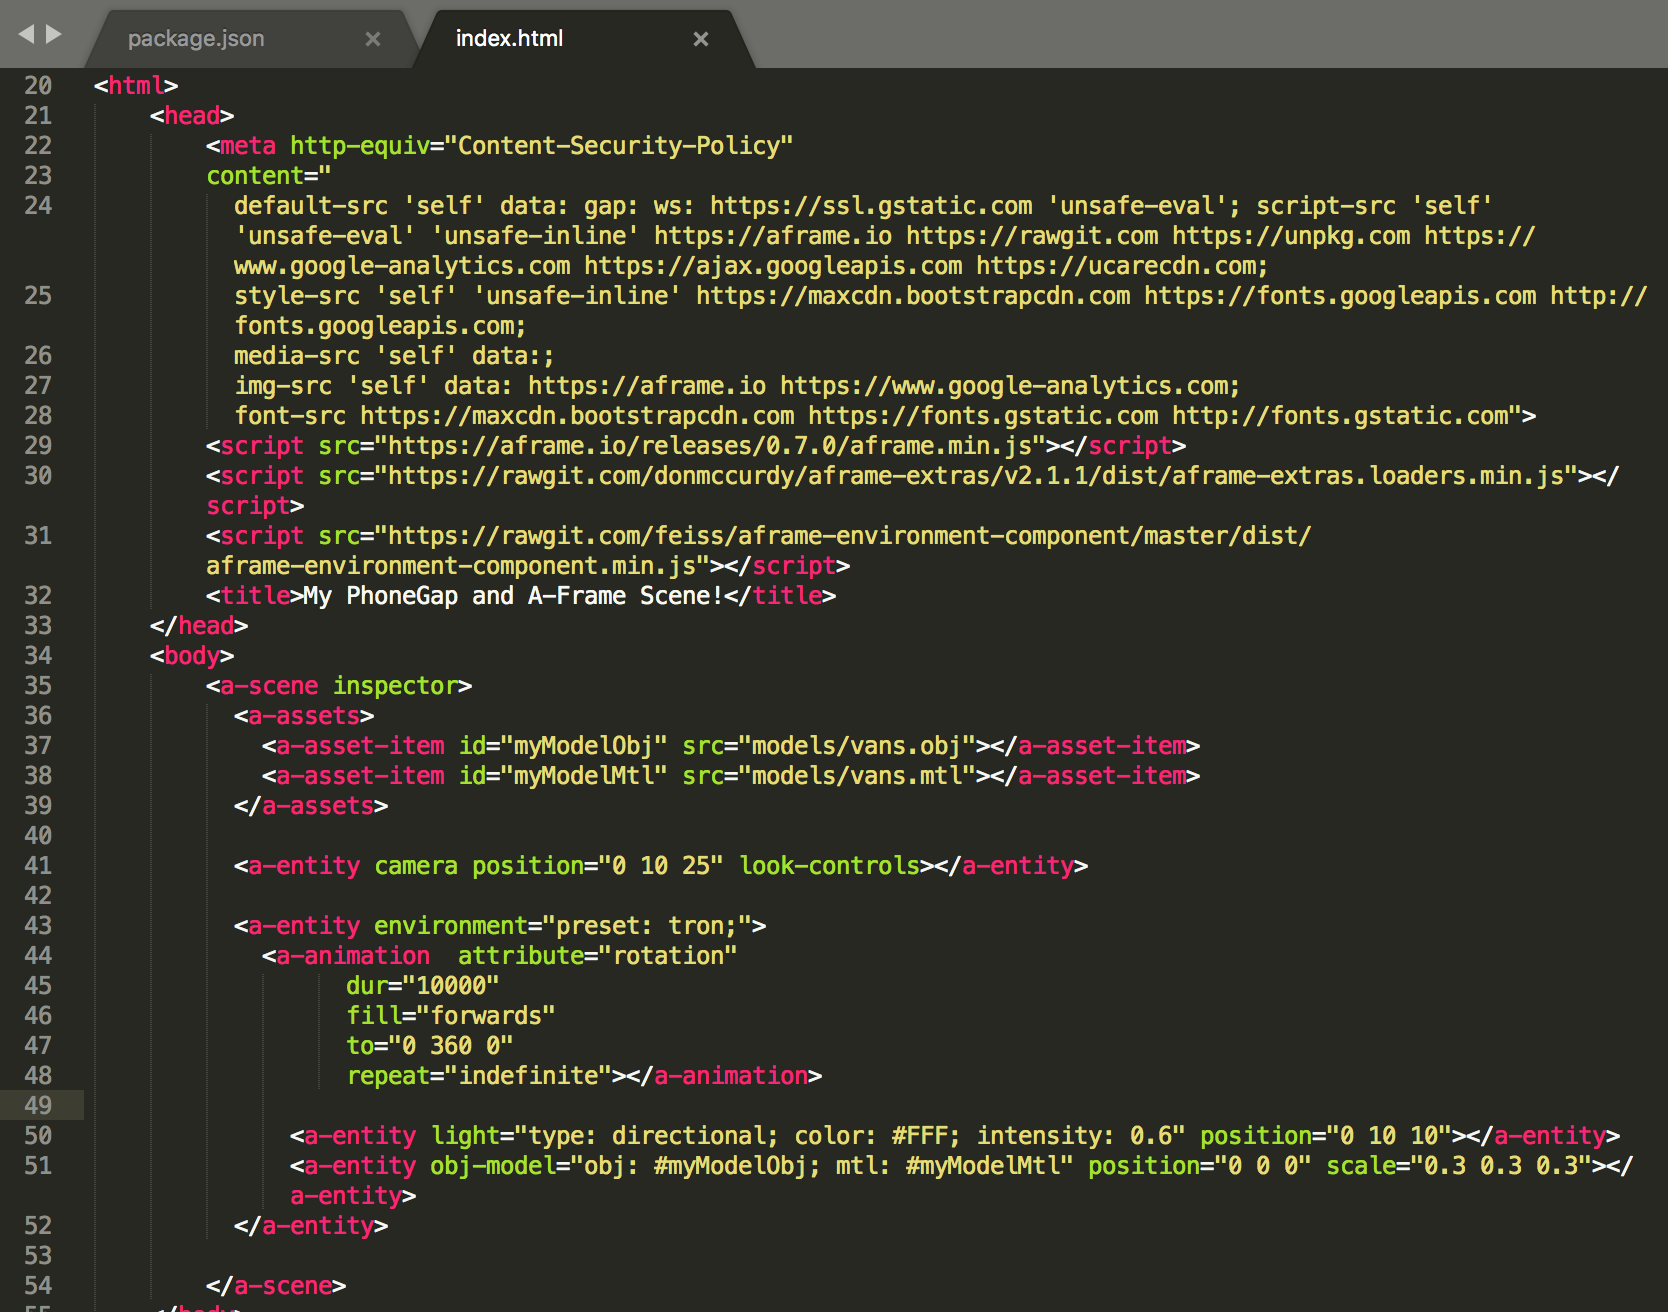 package.json × index.html ×
20 <html>
21 <head>
22 <meta http-equiv="Content-Security-Policy"
23 content="
24 default-src 'self' data: gap: ws: https://ssl.gstatic.com 'unsafe-eval'; script-src 'self'
'unsafe-eval' 'unsafe-inline' https://aframe.io https://rawgit.com https://unpkg.com https://
www.google-analytics.com https://ajax.googleapis.com https://ucarecdn.com;
25 style-src 'self' 'unsafe-inline' https://maxcdn.bootstrapcdn.com https://fonts.googleapis.com http://
fonts.googleapis.com;
26 media-src 'self' data:;
27 img-src 'self' data: https://aframe.io https://www.google-analytics.com;
28 font-src https://maxcdn.bootstrapcdn.com https://fonts.gstatic.com http://fonts.gstatic.com">
29 <script src="https://aframe.io/releases/0.7.0/aframe.min.js"></script>
30 <script src="https://rawgit.com/donmccurdy/aframe-extras/v2.1.1/dist/aframe-extras.loaders.min.js"></
script>
31 <script src="https://rawgit.com/feiss/aframe-environment-component/master/dist/
aframe-environment-component.min.js"></script>
32 <title>My PhoneGap and A-Frame Scene!</title>
33 </head>
34 <body>
35 <a-scene inspector>
36 <a-assets>
37 <a-asset-item id="myModelObj" src="models/vans.obj"></a-asset-item>
38 <a-asset-item id="myModelMtl" src="models/vans.mtl"></a-asset-item>
39 </a-assets>
40
41 <a-entity camera position="0 10 25" look-controls></a-entity>
42
43 <a-entity environment="preset: tron;">
44 <a-animation  attribute="rotation"
45 dur="10000"
46 fill="forwards"
47 to="0 360 0"
48 repeat="indefinite"></a-animation>
49
50 <a-entity light="type: directional; color: #FFF; intensity: 0.6" position="0 10 10"></a-entity>
51 <a-entity obj-model="obj: #myModelObj; mtl: #myModelMtl" position="0 0 0" scale="0.3 0.3 0.3"></
a-entity>
52 </a-entity>
53
54 </a-scene>
55 </body>